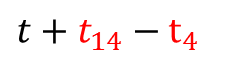 t + t₁₄ − t₄